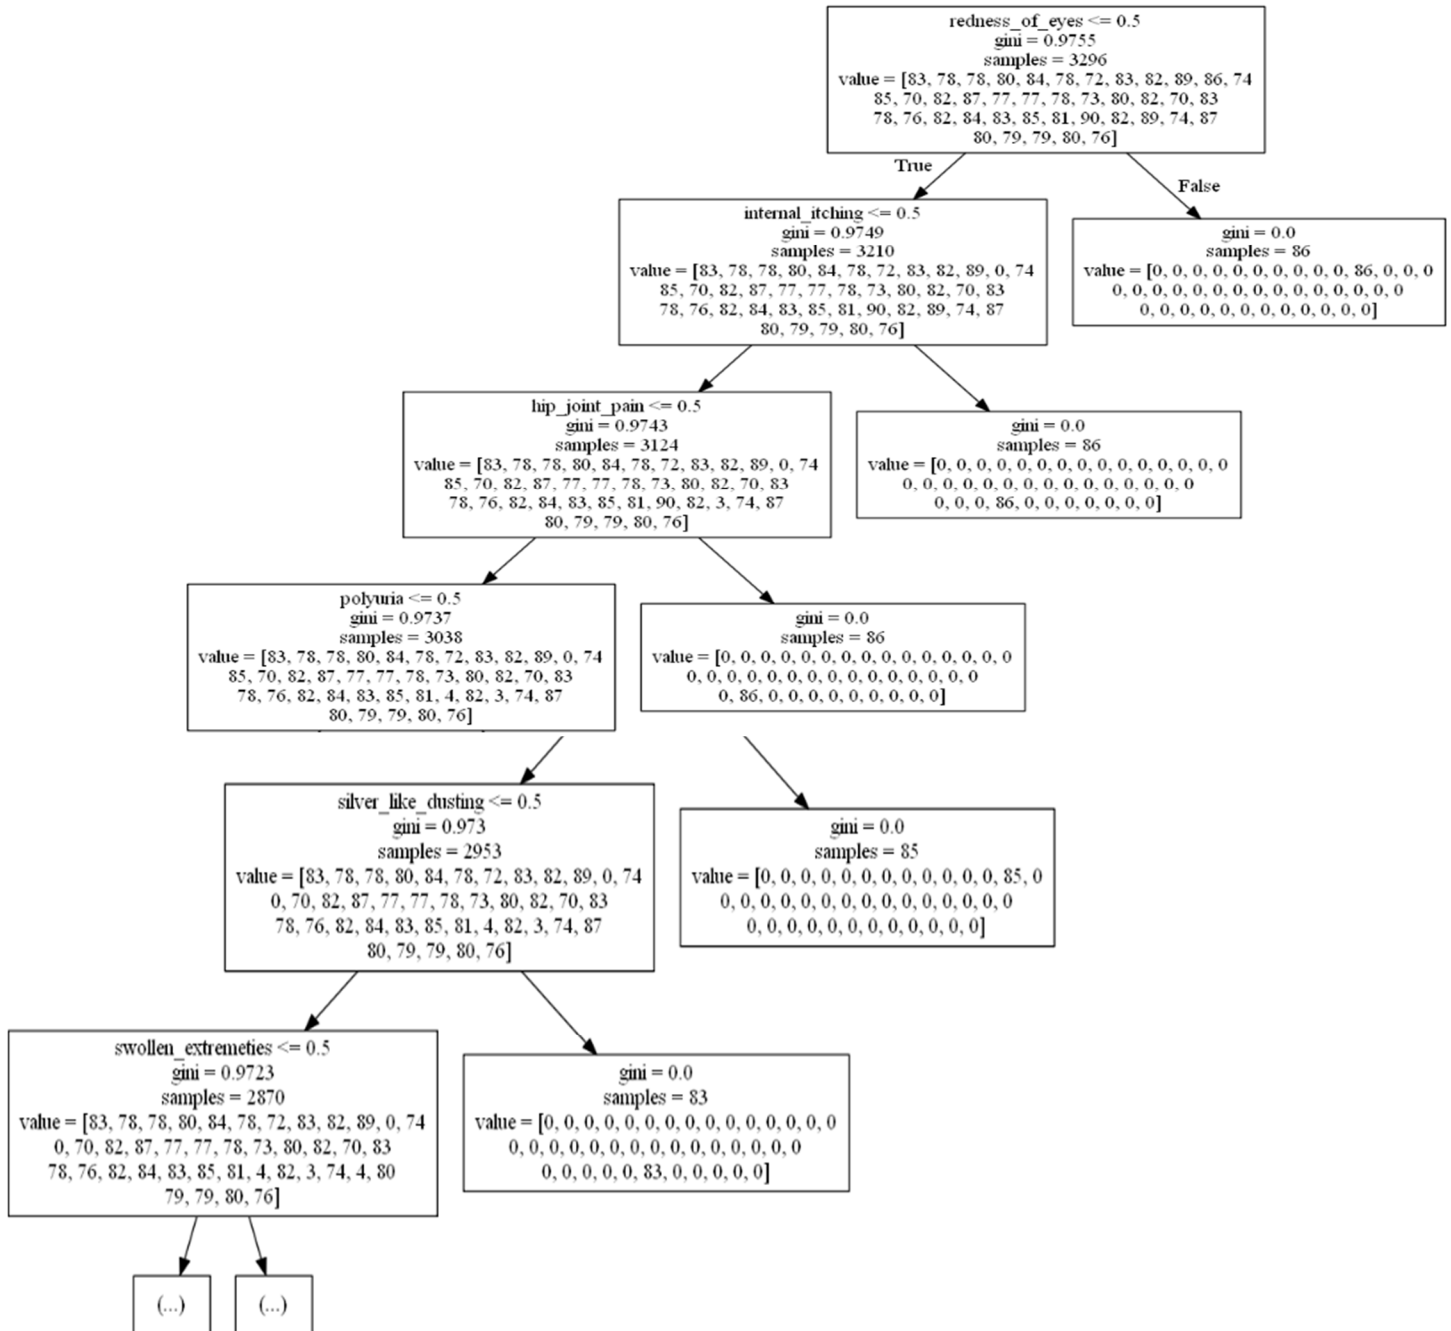 redness_of_eyes <= 0.5
gini = 0.9755
samples = 3296
value = [83, 78, 78, 80, 84, 78, 72, 83, 82, 89, 86, 74
85, 70, 82, 87, 77, 77, 78, 73, 80, 82, 70, 83
78, 76, 82, 84, 83, 85, 81, 90, 82, 89, 74, 87
80, 79, 79, 80, 76]
True
False
internal_itching <= 0.5
gini = 0.9749
samples = 3210
value = [83, 78, 78, 80, 84, 78, 72, 83, 82, 89, 0, 74
85, 70, 82, 87, 77, 77, 78, 73, 80, 82, 70, 83
78, 76, 82, 84, 83, 85, 81, 90, 82, 89, 74, 87
80, 79, 79, 80, 76]
gini = 0.0
samples = 86
value = [0, 0, 0, 0, 0, 0, 0, 0, 0, 0, 86, 0, 0, 0
0, 0, 0, 0, 0, 0, 0, 0, 0, 0, 0, 0, 0, 0, 0
0, 0, 0, 0, 0, 0, 0, 0, 0, 0, 0, 0]
hip_joint_pain <= 0.5
gini = 0.9743
samples = 3124
value = [83, 78, 78, 80, 84, 78, 72, 83, 82, 89, 0, 74
85, 70, 82, 87, 77, 77, 78, 73, 80, 82, 70, 83
78, 76, 82, 84, 83, 85, 81, 90, 82, 3, 74, 87
80, 79, 79, 80, 76]
gini = 0.0
samples = 86
value = [0, 0, 0, 0, 0, 0, 0, 0, 0, 0, 0, 0, 0, 0, 0
0, 0, 0, 0, 0, 0, 0, 0, 0, 0, 0, 0, 0, 0, 0
0, 0, 0, 86, 0, 0, 0, 0, 0, 0, 0]
polyuria <= 0.5
gini = 0.9737
samples = 3038
value = [83, 78, 78, 80, 84, 78, 72, 83, 82, 89, 0, 74
85, 70, 82, 87, 77, 77, 78, 73, 80, 82, 70, 83
78, 76, 82, 84, 83, 85, 81, 4, 82, 3, 74, 87
80, 79, 79, 80, 76]
gini = 0.0
samples = 86
value = [0, 0, 0, 0, 0, 0, 0, 0, 0, 0, 0, 0, 0, 0, 0
0, 0, 0, 0, 0, 0, 0, 0, 0, 0, 0, 0, 0, 0, 0
0, 86, 0, 0, 0, 0, 0, 0, 0, 0, 0]
silver_like_dusting <= 0.5
gini = 0.973
samples = 2953
value = [83, 78, 78, 80, 84, 78, 72, 83, 82, 89, 0, 74
0, 70, 82, 87, 77, 77, 78, 73, 80, 82, 70, 83
78, 76, 82, 84, 83, 85, 81, 4, 82, 3, 74, 87
80, 79, 79, 80, 76]
gini = 0.0
samples = 85
value = [0, 0, 0, 0, 0, 0, 0, 0, 0, 0, 0, 0, 85, 0
0, 0, 0, 0, 0, 0, 0, 0, 0, 0, 0, 0, 0, 0, 0
0, 0, 0, 0, 0, 0, 0, 0, 0, 0, 0, 0]
swollen_extremeties <= 0.5
gini = 0.9723
samples = 2870
value = [83, 78, 78, 80, 84, 78, 72, 83, 82, 89, 0, 74
0, 70, 82, 87, 77, 77, 78, 73, 80, 82, 70, 83
78, 76, 82, 84, 83, 85, 81, 4, 82, 3, 74, 4, 80
79, 79, 80, 76]
gini = 0.0
samples = 83
value = [0, 0, 0, 0, 0, 0, 0, 0, 0, 0, 0, 0, 0, 0, 0
0, 0, 0, 0, 0, 0, 0, 0, 0, 0, 0, 0, 0, 0, 0
0, 0, 0, 0, 0, 83, 0, 0, 0, 0, 0]
(...)
(...)